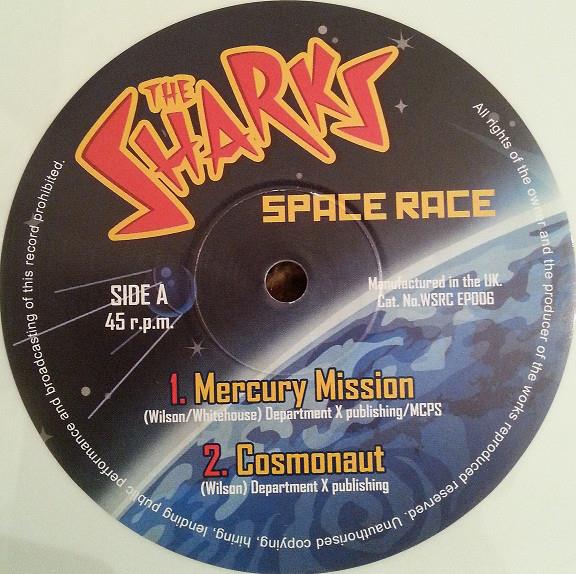 THE
SHARKS
SPACE RACE
SIDE A
45 r.p.m.
Manufactured in the UK.
Cat. No.WSRC EP006
1. Mercury Mission
(Wilson/Whitehouse) Department X publishing/MCPS
2. Cosmonaut
(Wilson) Department X publishing
All rights of the owner and the producer of the works reproduced reserved. Unauthorised copying, hiring, lending public performance and broadcasting of this record prohibited.